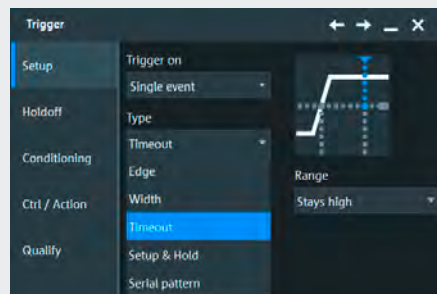 Trigger
Setup
Holdoff
Conditioning
Ctrl / Action
Qualify
Trigger on
Single event
Type
Timeout
Edge
Width
Timeout
Setup & Hold
Serial pattern
Range
Stays high